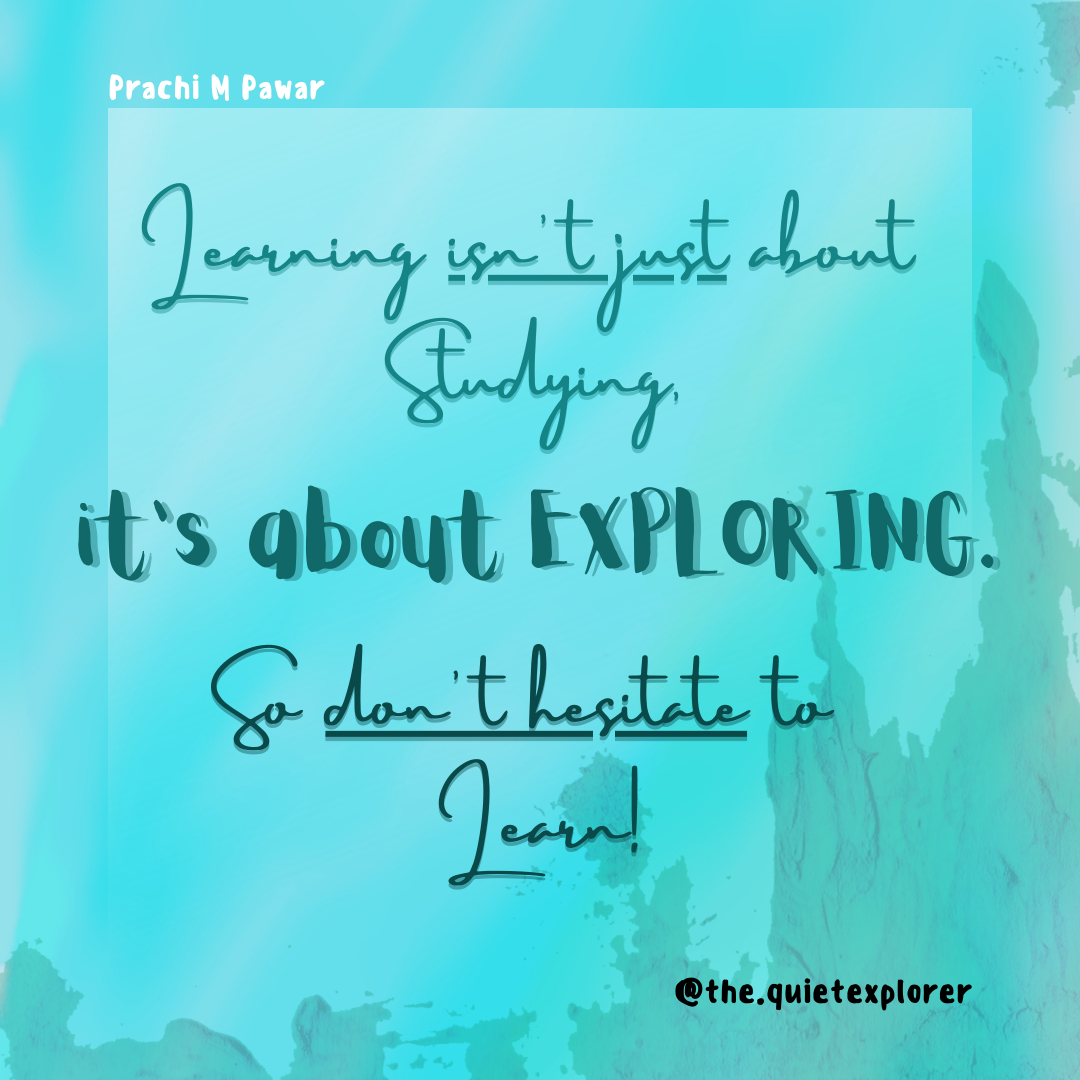 Prachi M Pawar
Learning isn't just about
Studying,
it's about EXPLORING.
So don't hesitate to
Learn!
@the.quietexplorer